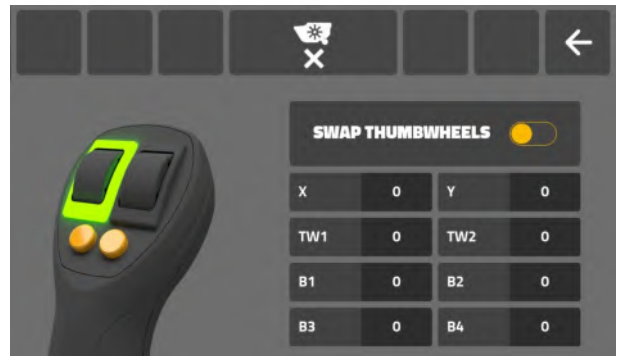 SWAP THUMBWHEELS
X 0 Y 0
TW1 0 TW2 0
B1 0 B2 0
B3 0 B4 0